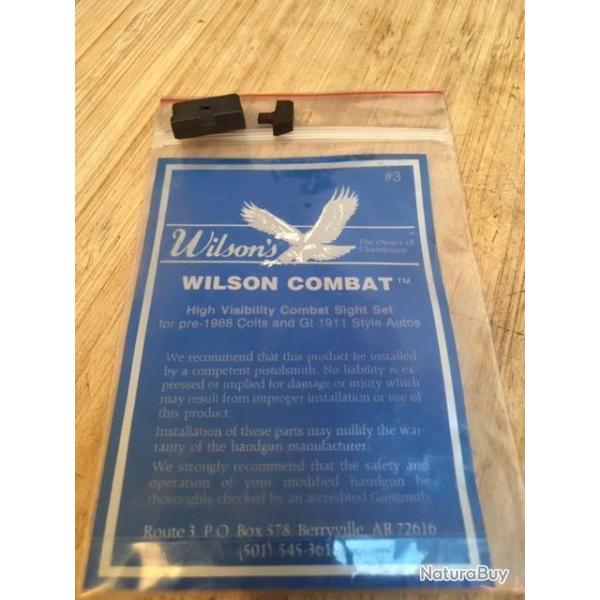 #3
Wilson's
The choice of
Champions
WILSON COMBAT™
High Visibility Combat Sight Set
for pre-1988 Colts and GI 1911 Style Autos
We recommend that this product be installed
by a competent pistolsmith. No liability is ex-
pressed or implied for damage or injury which
may result from improper installation or use of
this product.
Installation of these parts may nullify the war-
ranty of the handgun manufacturer.
We strongly recommend that the safety and
operation of your modified handgun be
thoroughly checked by an accredited Gunsmith.
Route 3, P.O. Box 578, Berryville, AR 72616
(501) 545-361
NaturaBuy